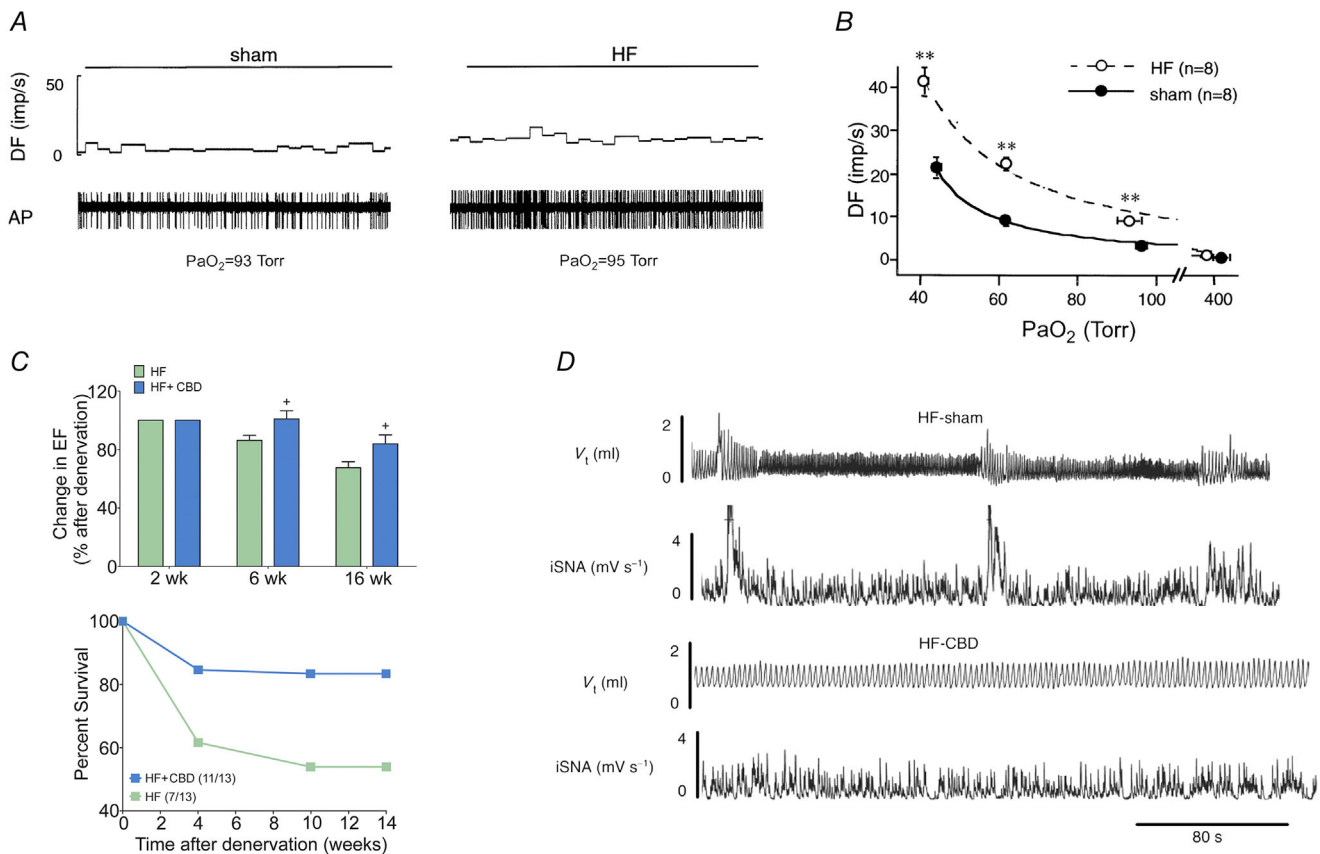 A
sham
HF
50
DF (imp/s)
0
AP
PaO2=93 Torr
PaO2=95 Torr
B
**
HF (n=8)
sham (n=8)
40
**
30
20
**
10
0
DF (imp/s)
40 60 80 100 400
PaO2 (Torr)
C
HF
HF+ CBD
120
+
+
80
40
0
Change in EF
(% after denervation)
2 wk 6 wk 16 wk
100
80
60
40
Percent Survival
HF+CBD (11/13)
HF (7/13)
0 2 4 6 8 10 12 14
Time after denervation (weeks)
D
HF-sham
2
Vt (ml)
0
4
iSNA (mV s–1)
0
HF-CBD
2
Vt (ml)
0
4
iSNA (mV s–1)
0
80 s